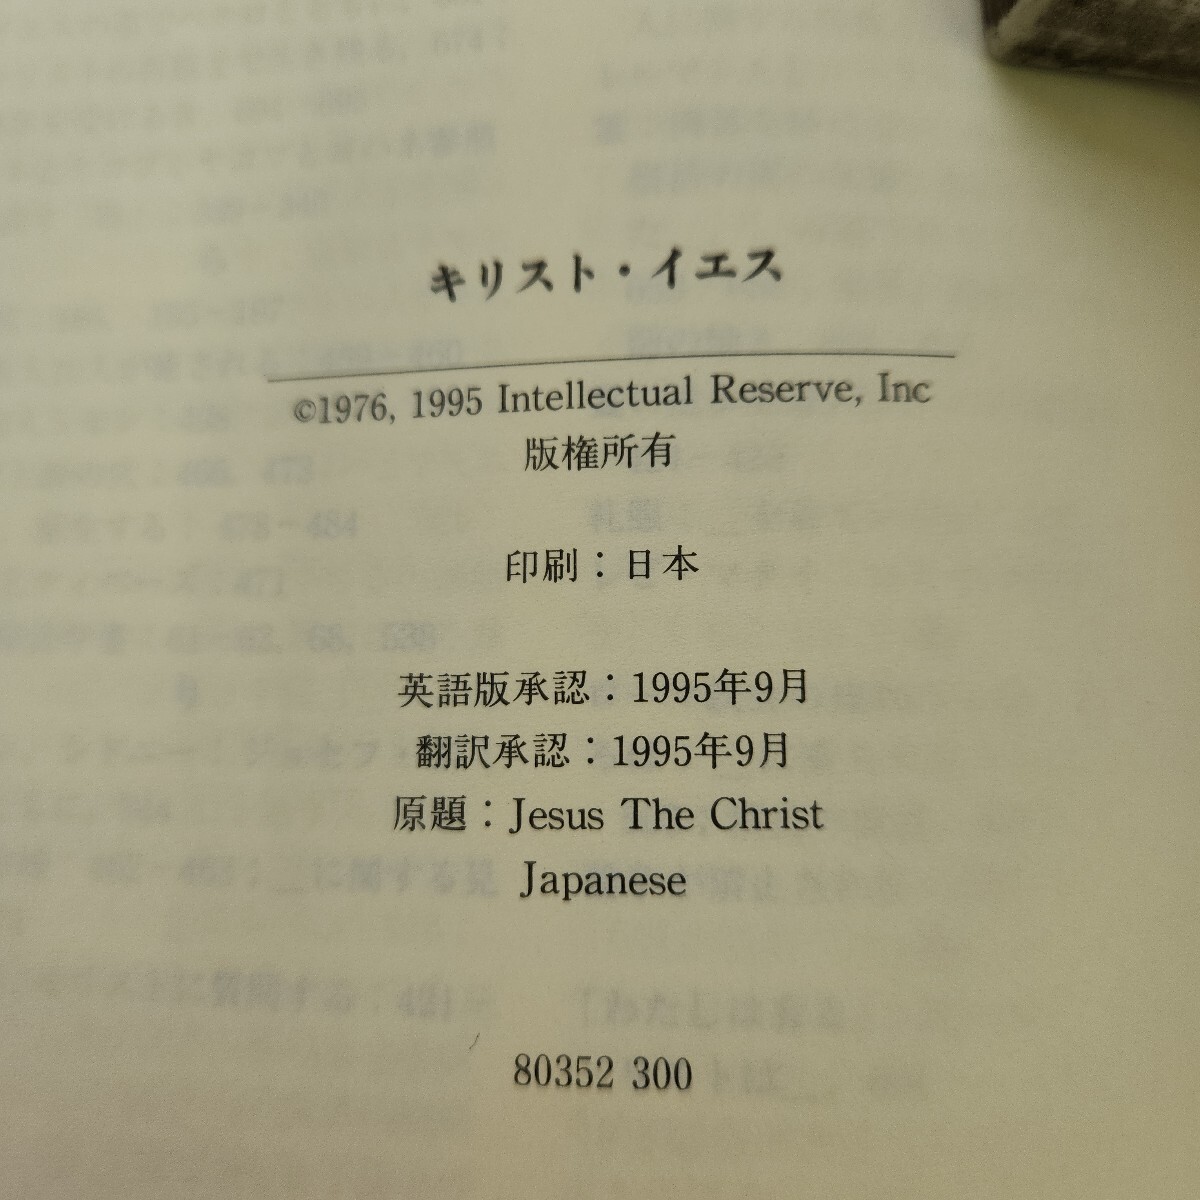 キリスト・イエス
©1976, 1995 Intellectual Reserve, Inc
版権所有
印刷：日本
英語版承認：1995年9月
翻訳承認：1995年9月
原題：Jesus The Christ
Japanese
80352 300